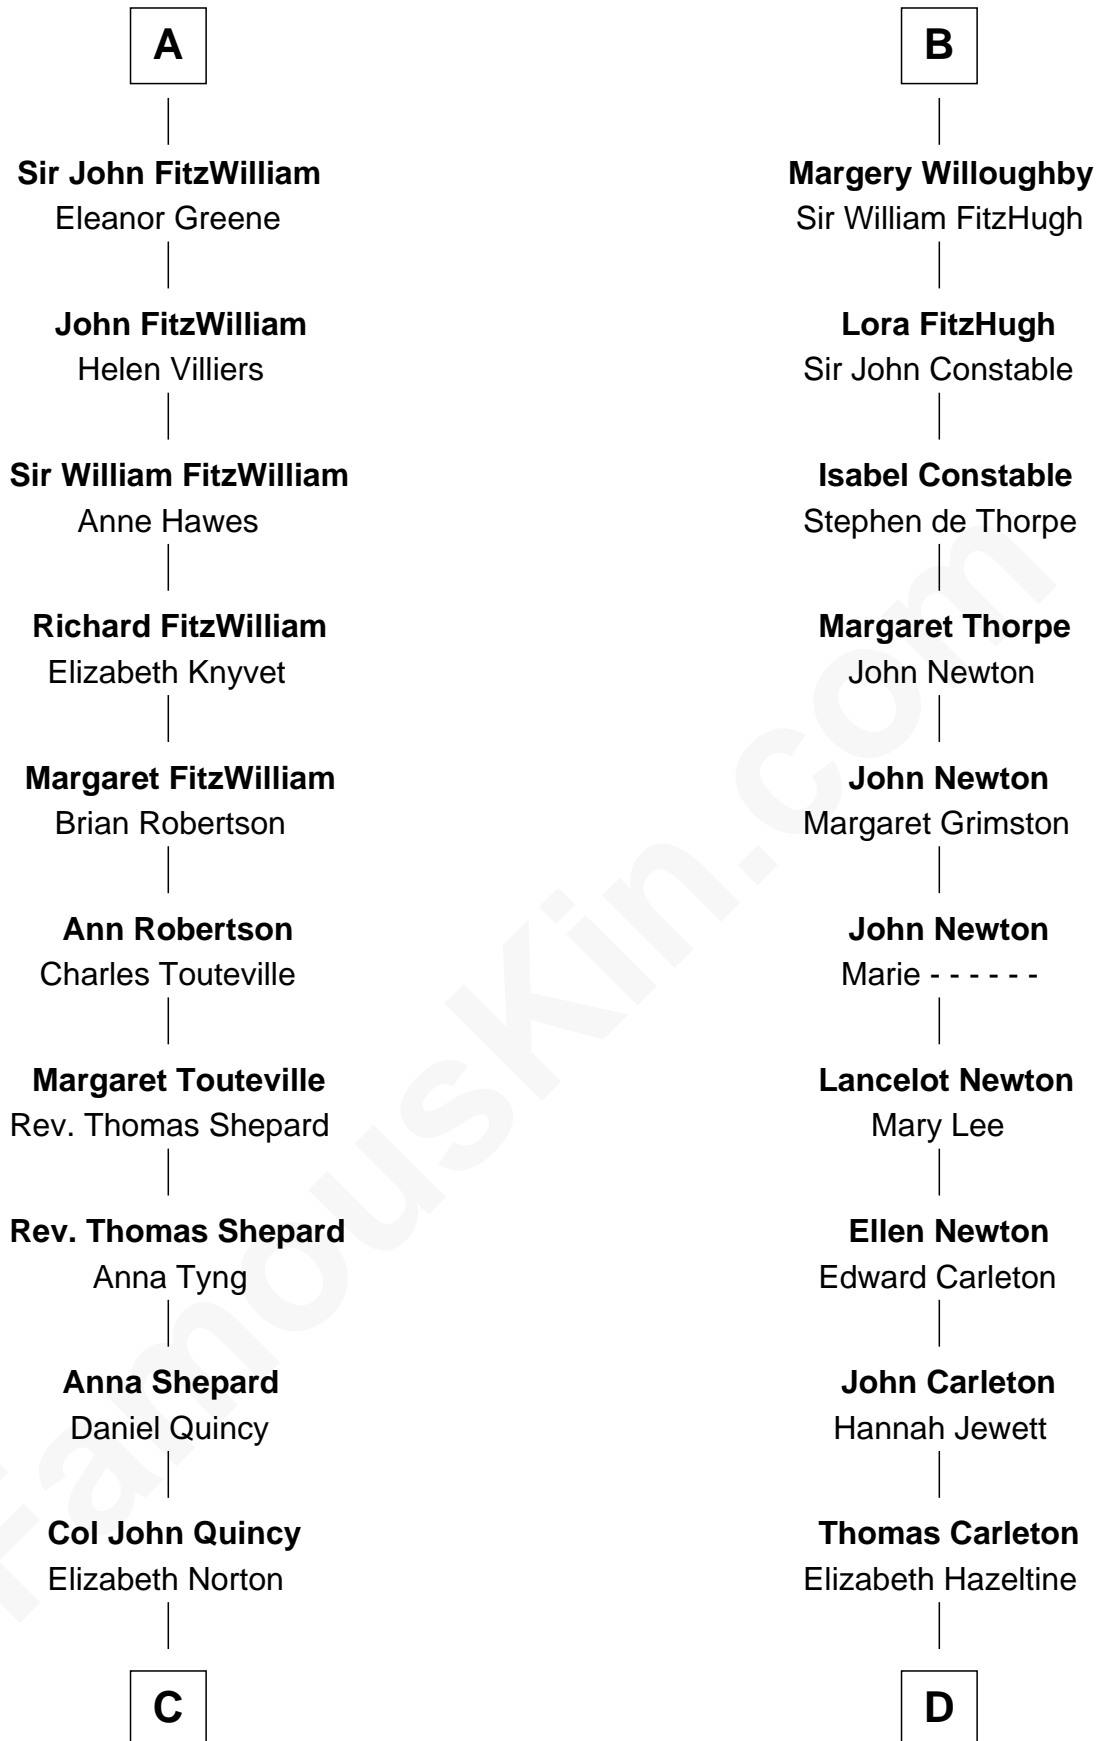 A
Sir John FitzWilliam
Eleanor Greene
John FitzWilliam
Helen Villiers
Sir William FitzWilliam
Anne Hawes
Richard FitzWilliam
Elizabeth Knyvet
Margaret FitzWilliam
Brian Robertson
Ann Robertson
Charles Touteville
Margaret Touteville
Rev. Thomas Shepard
Rev. Thomas Shepard
Anna Tyng
Anna Shepard
Daniel Quincy
Col John Quincy
Elizabeth Norton
C
B
Margery Willoughby
Sir William FitzHugh
Lora FitzHugh
Sir John Constable
Isabel Constable
Stephen de Thorpe
Margaret Thorpe
John Newton
John Newton
Margaret Grimston
John Newton
Marie - - - - - -
Lancelot Newton
Mary Lee
Ellen Newton
Edward Carleton
John Carleton
Hannah Jewett
Thomas Carleton
Elizabeth Hazeltine
D
FamousKin.com